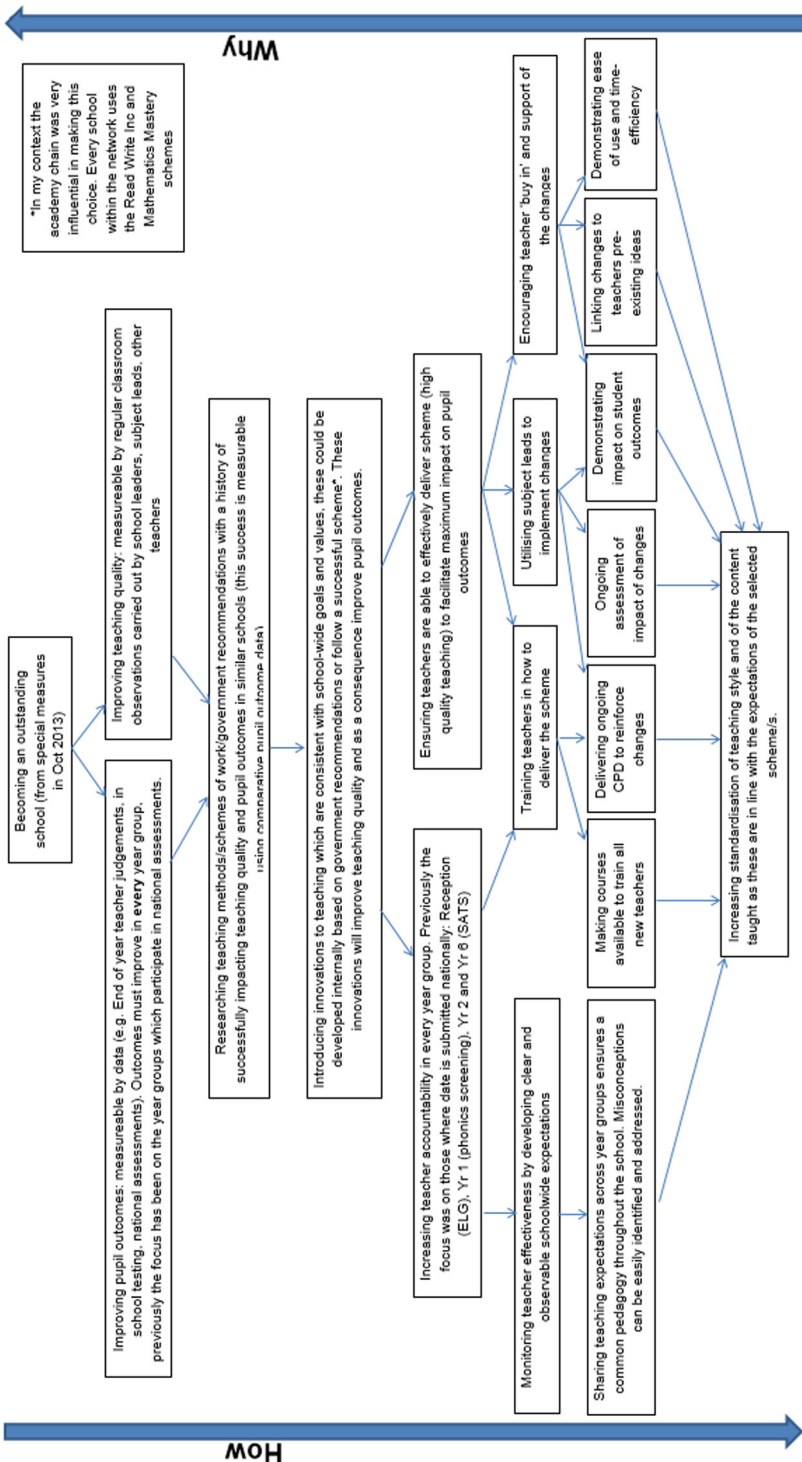 How
Why
Becoming an outstanding
school (from special measures
in Oct 2013)
*In my context the
academy chain was very
influential in making this
choice. Every school
within the network uses
the Read Write Inc and
Mathematics Mastery
schemes
Improving pupil outcomes: measureable by data (e.g. End of year teacher judgements, in
school testing, national assessments). Outcomes must improve in every year group,
previously the focus has been on the year groups which participate in national assessments.
Improving teaching quality: measureable by regular classroom
observations carried out by school leaders, subject leads, other
teachers
Researching teaching methods/schemes of work/government recommendations with a history of
successfully impacting teaching quality and pupil outcomes in similar schools (this success is measurable
using comparative pupil outcome data)
Introducing innovations to teaching which are consistent with school-wide goals and values, these could be
developed internally based on government recommendations or follow a successful scheme*. These
innovations will improve teaching quality and as a consequence improve pupil outcomes.
Increasing teacher accountability in every year group. Previously the
focus was on those where date is submitted nationally: Reception
(ELG), Yr 1 (phonics screening), Yr 2 and Yr 6 (SATS)
Ensuring teachers are able to effectively deliver scheme (high
quality teaching) to facilitate maximum impact on pupil
outcomes
Monitoring teacher effectiveness by developing clear and
observable schoolwide expectations
Training teachers in how to
deliver the scheme
Utilising subject leads to
implement changes
Encouraging teacher 'buy in' and support of
the changes
Sharing teaching expectations across year groups ensures a
common pedagogy throughout the school. Misconceptions
can be easily identified and addressed.
Making courses
available to train all
new teachers
Delivering ongoing
CPD to reinforce
changes
Ongoing
assessment of
impact of changes
Demonstrating
impact on student
outcomes
Linking changes to
teachers pre-
existing ideas
Demonstrating ease
of use and time-
efficiency
Increasing standardisation of teaching style and of the content
taught as these are in line with the expectations of the selected
scheme/s.